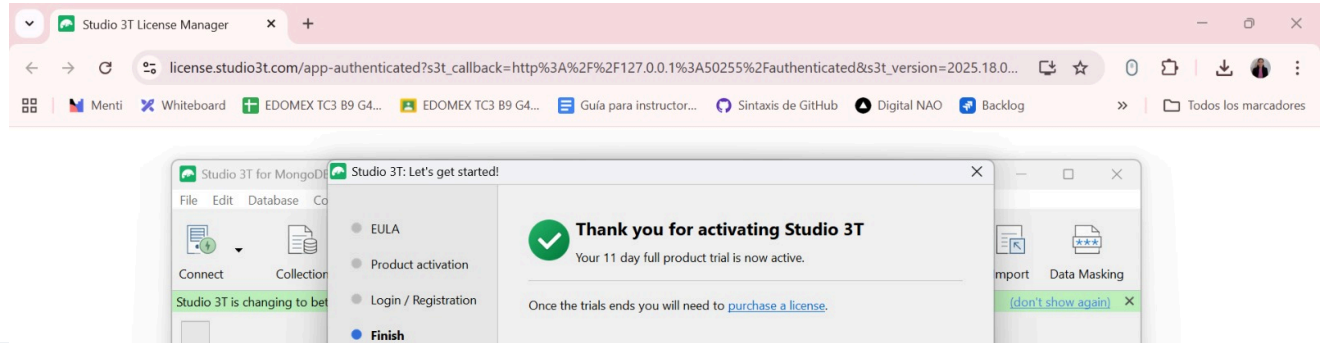 Studio 3T License Manager
license.studio3t.com/app-authenticated?s3t_callback=http%3A%2F%2F127.0.0.1%3A50255%2Fauthenticated&s3t_version=2025.18.0...
Menti Whiteboard EDOMEX TC3 B9 G4... EDOMEX TC3 B9 G4... Guía para instructor... Sintaxis de GitHub Digital NAO Backlog » Todos los marcadores
Studio 3T for MongoDB
Studio 3T: Let's get started!
File Edit Database Co
EULA
Thank you for activating Studio 3T
Product activation
Your 11 day full product trial is now active.
Connect Collection
mport Data Masking
Studio 3T is changing to bet
Login / Registration
Once the trials ends you will need to purchase a license.
(don't show again)
Finish